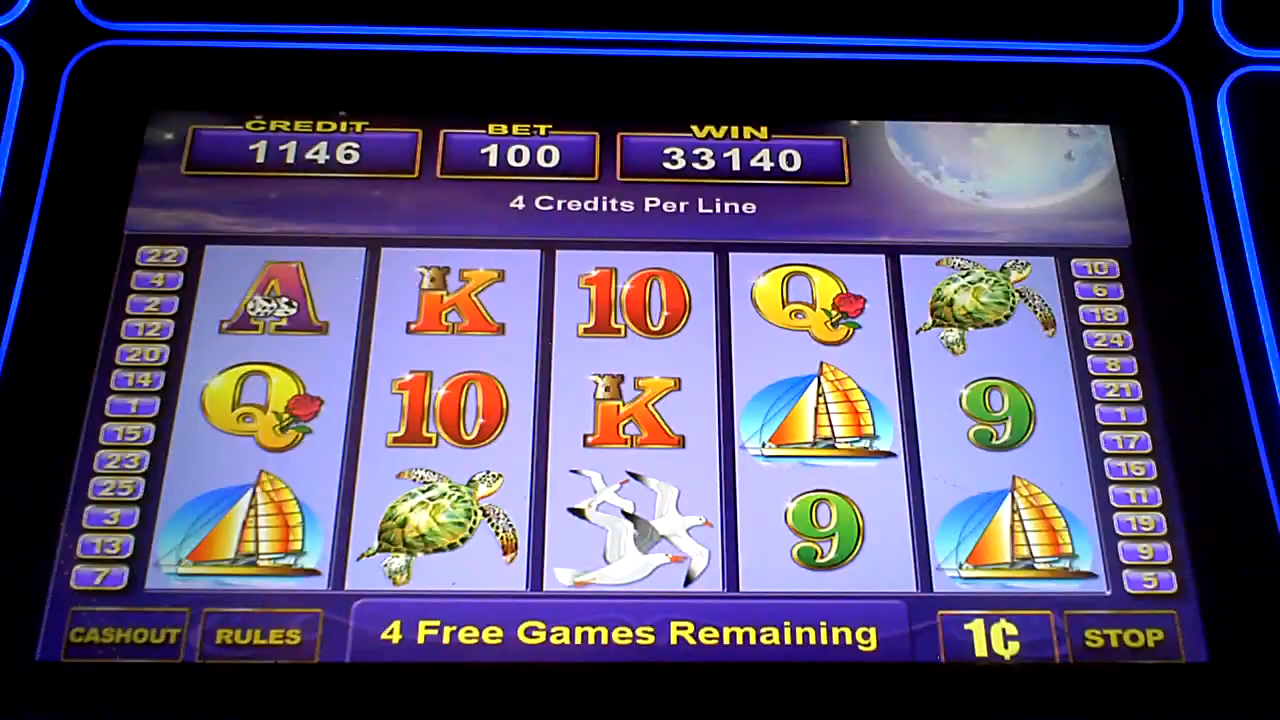 CREDIT BET WIN
1146 100 33140
4 Credits Per Line
22 10
4 6
2 18
12 24
20 8
14 21
1 1
15 17
23 16
25 11
3 19
13 9
7 5
A K 10 Q
Q 10 K 9
9
CASHOUT RULES 4 Free Games Remaining 1¢ STOP